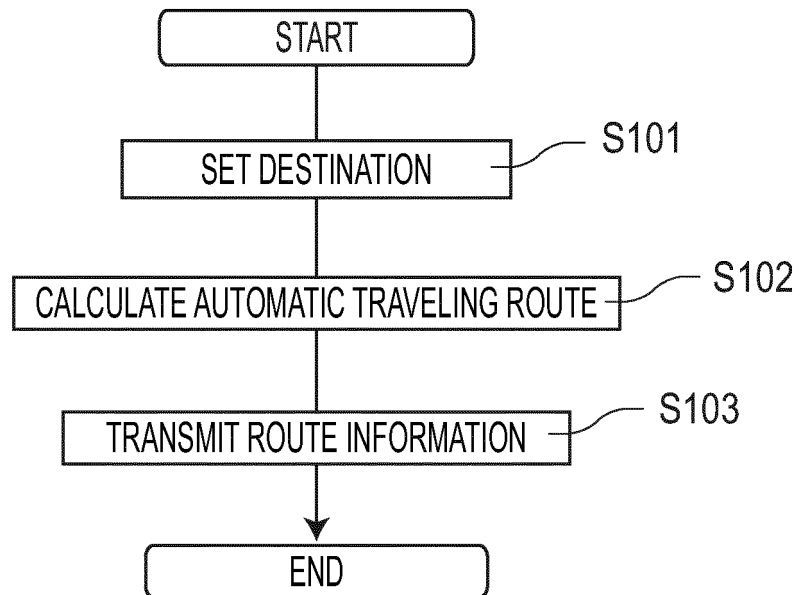 START
SET DESTINATION
S101
CALCULATE AUTOMATIC TRAVELING ROUTE
S102
TRANSMIT ROUTE INFORMATION
S103
END